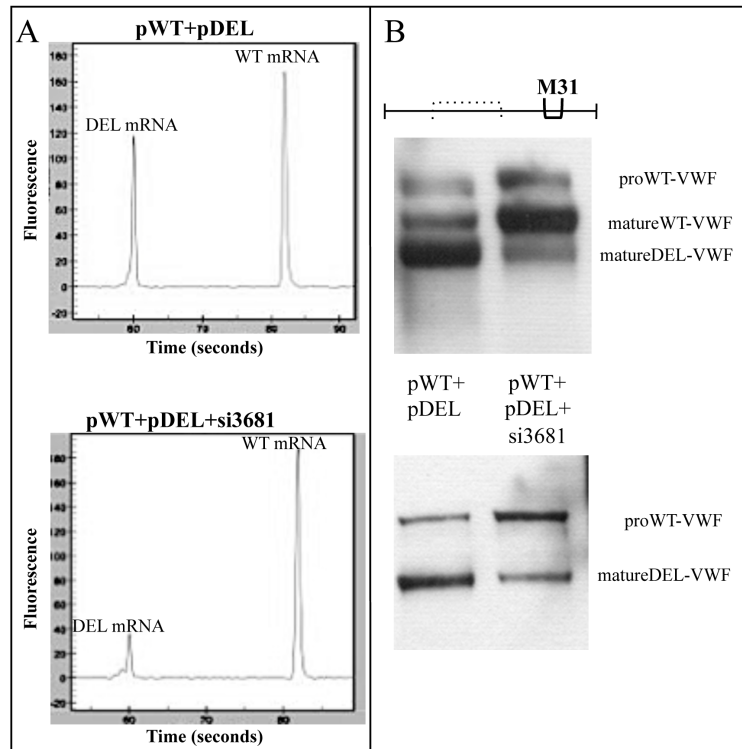 A
pWT+pDEL
WT mRNA
DEL mRNA
Fluorescence
160
140
120
100
80
60
40
20
0
-20
60
70
80
90
Time (seconds)
pWT+pDEL+si3681
WT mRNA
DEL mRNA
Fluorescence
180
160
140
120
100
80
60
40
20
0
-20
60
70
80
Time (seconds)
B
M31
proWT-VWF
matureWT-VWF
matureDEL-VWF
pWT+
pDEL
pWT+
pDEL+
si3681
proWT-VWF
matureDEL-VWF